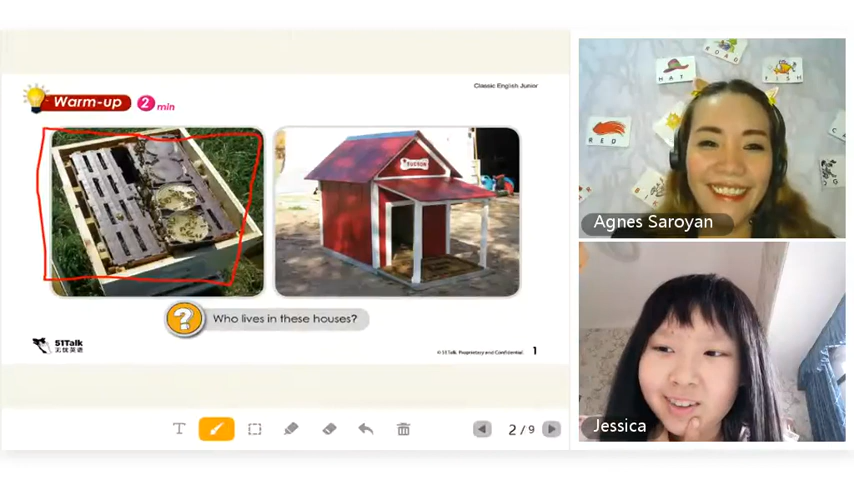 Classic English Junior
Warm-up 2 min
BUCKON
Who lives in these houses?
51Talk
无忧英语
© 51Talk. Proprietary and Confidential.
1
T
2 / 9
ROAD
HAT
FISH
RED
Agnes Saroyan
Jessica